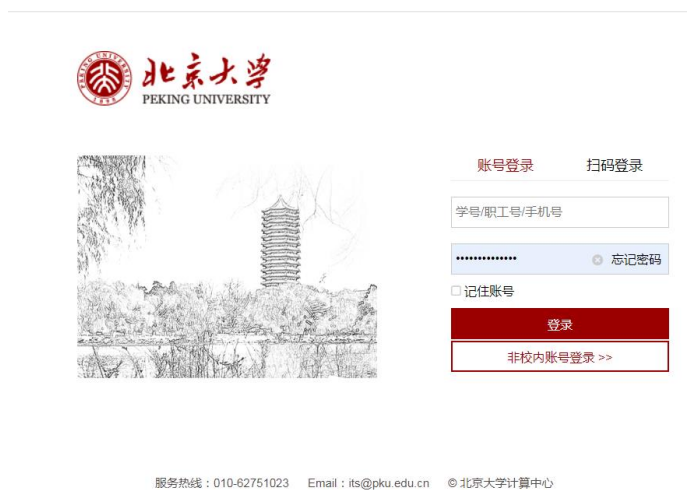 PEKING UNIVERSITY
1898
北京大学
PEKING UNIVERSITY
账号登录 扫码登录
学号/职工号/手机号
•••••••••••••• 忘记密码
记住账号
登录
非校内账号登录 >>
服务热线：010-62751023 Email：its@pku.edu.cn © 北京大学计算中心